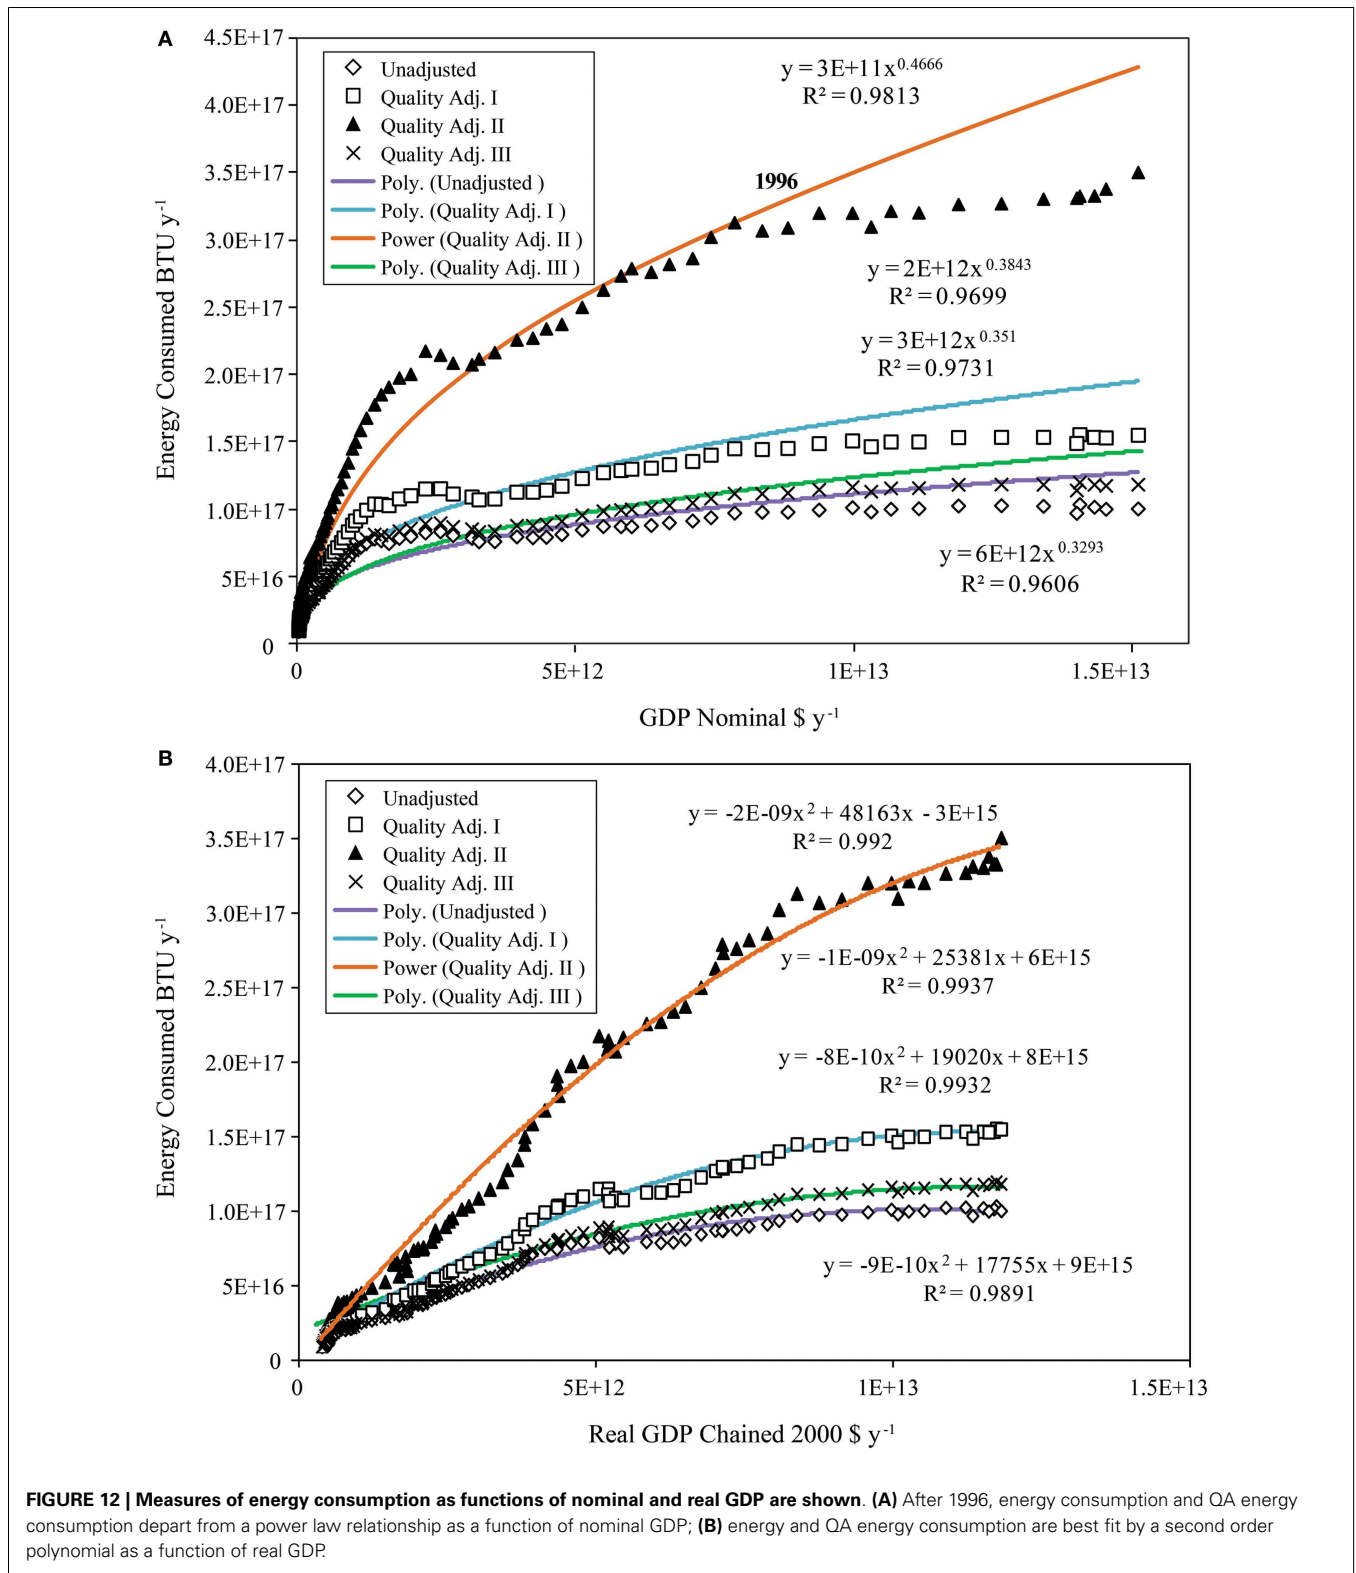 A
4.5E+17
4.0E+17
3.5E+17
3.0E+17
2.5E+17
2.0E+17
1.5E+17
1.0E+17
5E+16
0
Energy Consumed BTU y-1
Unadjusted
Quality Adj. I
Quality Adj. II
Quality Adj. III
Poly. (Unadjusted )
Poly. (Quality Adj. I )
Power (Quality Adj. II )
Poly. (Quality Adj. III )
y = 3E+11x^0.4666
R² = 0.9813
1996
y = 2E+12x^0.3843
R² = 0.9699
y = 3E+12x^0.351
R² = 0.9731
y = 6E+12x^0.3293
R² = 0.9606
0 5E+12 1E+13 1.5E+13
GDP Nominal $ y-1
B
4.0E+17
3.5E+17
3.0E+17
2.5E+17
2.0E+17
1.5E+17
1.0E+17
5E+16
0
Energy Consumed BTU y-1
Unadjusted
Quality Adj. I
Quality Adj. II
Quality Adj. III
Poly. (Unadjusted )
Poly. (Quality Adj. I )
Power (Quality Adj. II )
Poly. (Quality Adj. III )
y = -2E-09x² + 48163x - 3E+15
R² = 0.992
y = -1E-09x² + 25381x + 6E+15
R² = 0.9937
y = -8E-10x² + 19020x + 8E+15
R² = 0.9932
y = -9E-10x² + 17755x + 9E+15
R² = 0.9891
0 5E+12 1E+13 1.5E+13
Real GDP Chained 2000 $ y-1
FIGURE 12 | Measures of energy consumption as functions of nominal and real GDP are shown. (A) After 1996, energy consumption and QA energy
consumption depart from a power law relationship as a function of nominal GDP; (B) energy and QA energy consumption are best fit by a second order
polynomial as a function of real GDP.